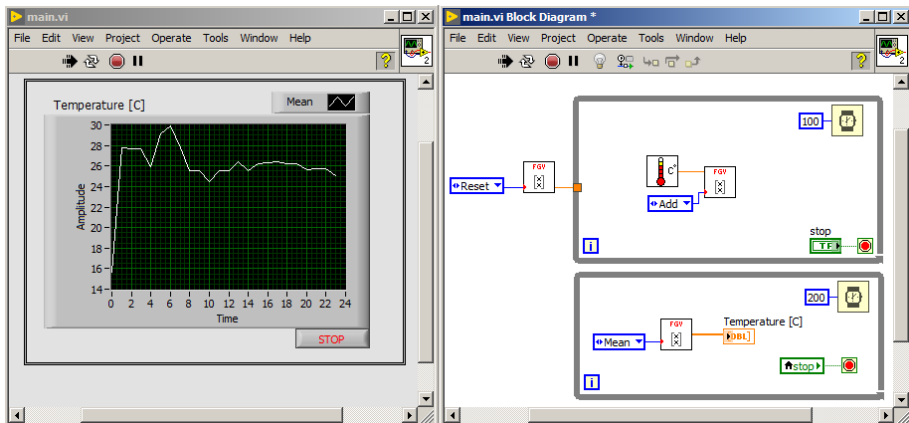 main.vi
File Edit View Project Operate Tools Window Help
2
Temperature [C]
Mean
30
28
26
24
22
20
18
16
14
Amplitude
0 2 4 6 8 10 12 14 16 18 20 22 24
Time
STOP
main.vi Block Diagram *
File Edit View Project Operate Tools Window Help
2
100
FGV
Reset
C°
FGV
Add
stop
TF
i
200
FGV
Temperature [C]
Mean
DBL
stop
i